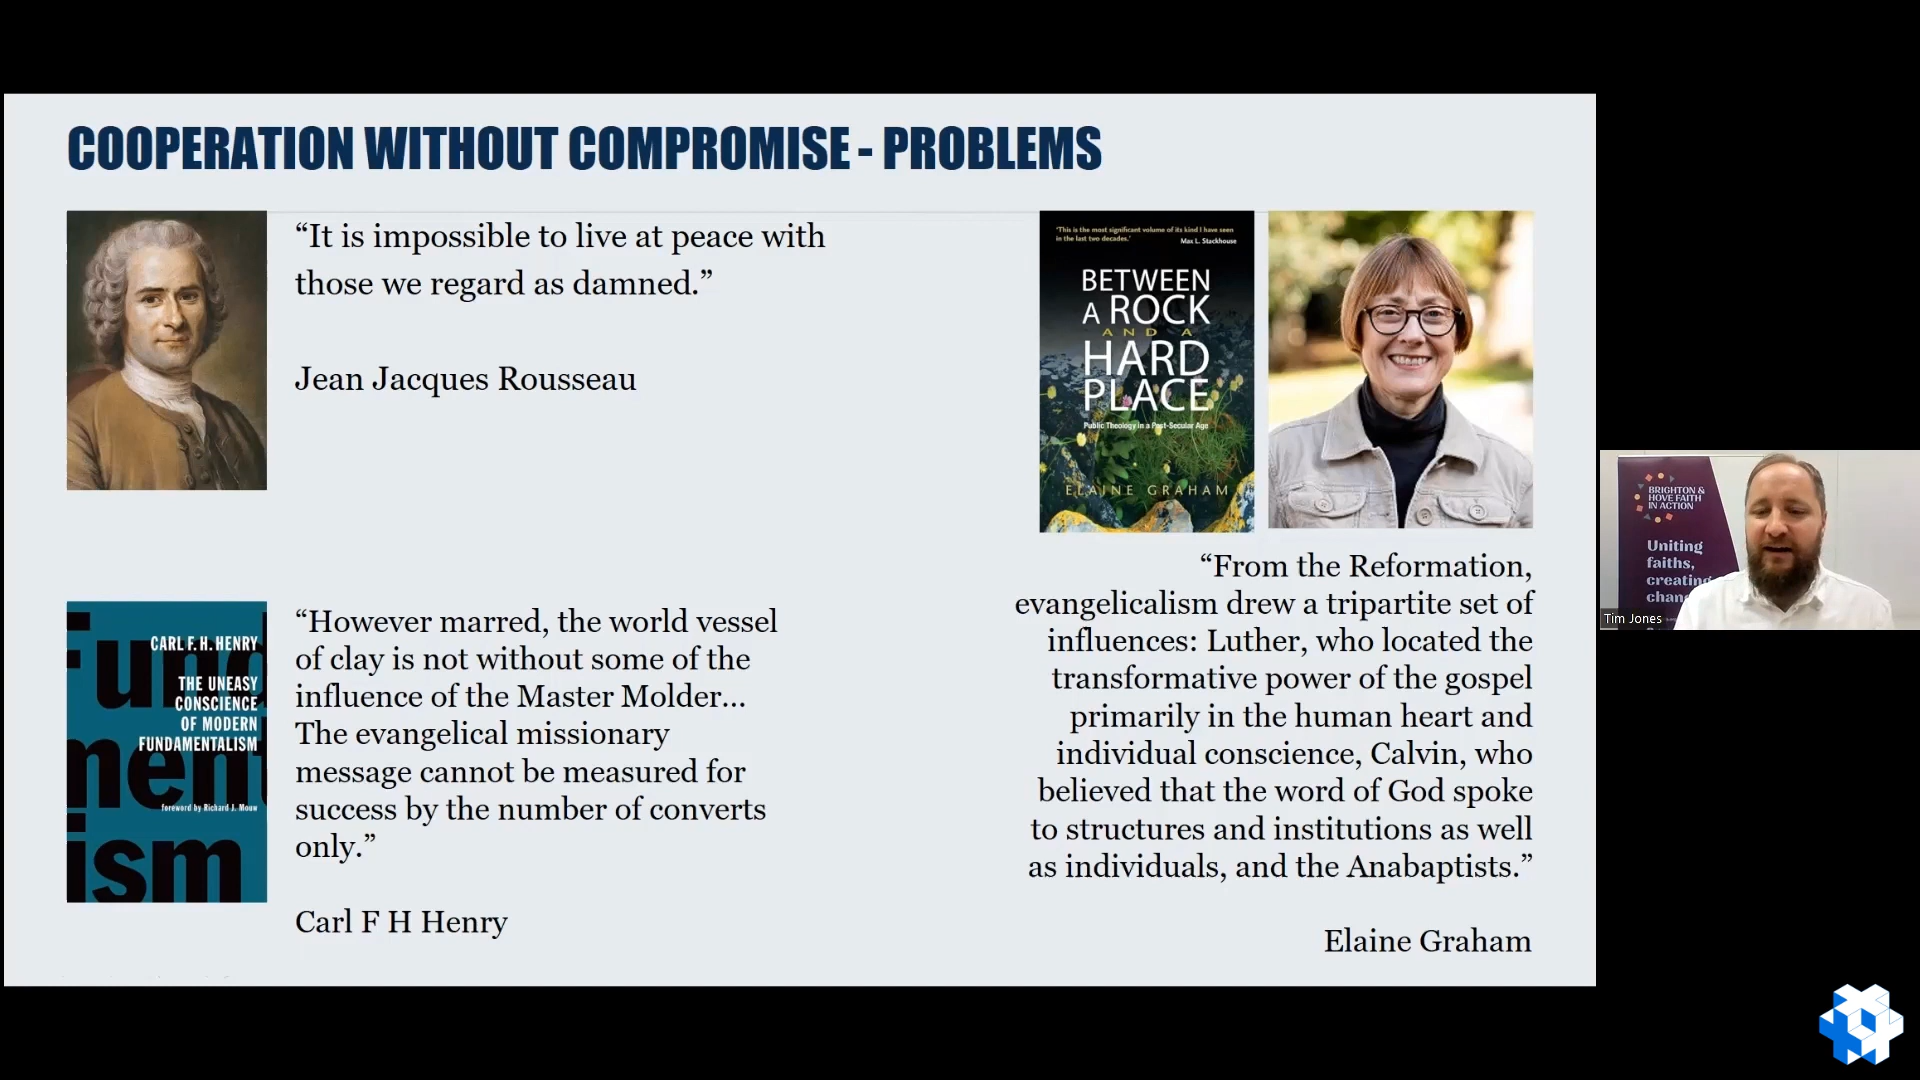 COOPERATION WITHOUT COMPROMISE - PROBLEMS
“It is impossible to live at peace with
those we regard as damned.”
Jean Jacques Rousseau
CARL F. H. HENRY
THE UNEASY
CONSCIENCE
OF MODERN
FUNDAMENTALISM
foreword by Richard J. Mouw
Fund
ment
ism
“However marred, the world vessel
of clay is not without some of the
influence of the Master Molder...
The evangelical missionary
message cannot be measured for
success by the number of converts
only.”
Carl F H Henry
'This is the most significant volume of its kind I have seen
in the last two decades.'
Max L. Stackhouse
BETWEEN
A ROCK
AND A
HARD
PLACE
Public Theology in a Post-Secular Age
ELAINE GRAHAM
“From the Reformation,
evangelicalism drew a tripartite set of
influences: Luther, who located the
transformative power of the gospel
primarily in the human heart and
individual conscience, Calvin, who
believed that the word of God spoke
to structures and institutions as well
as individuals, and the Anabaptists.”
Elaine Graham
BRIGHTON &
HOVE FAITH
IN ACTION
Uniting
faiths,
creating
chan
Tim Jones